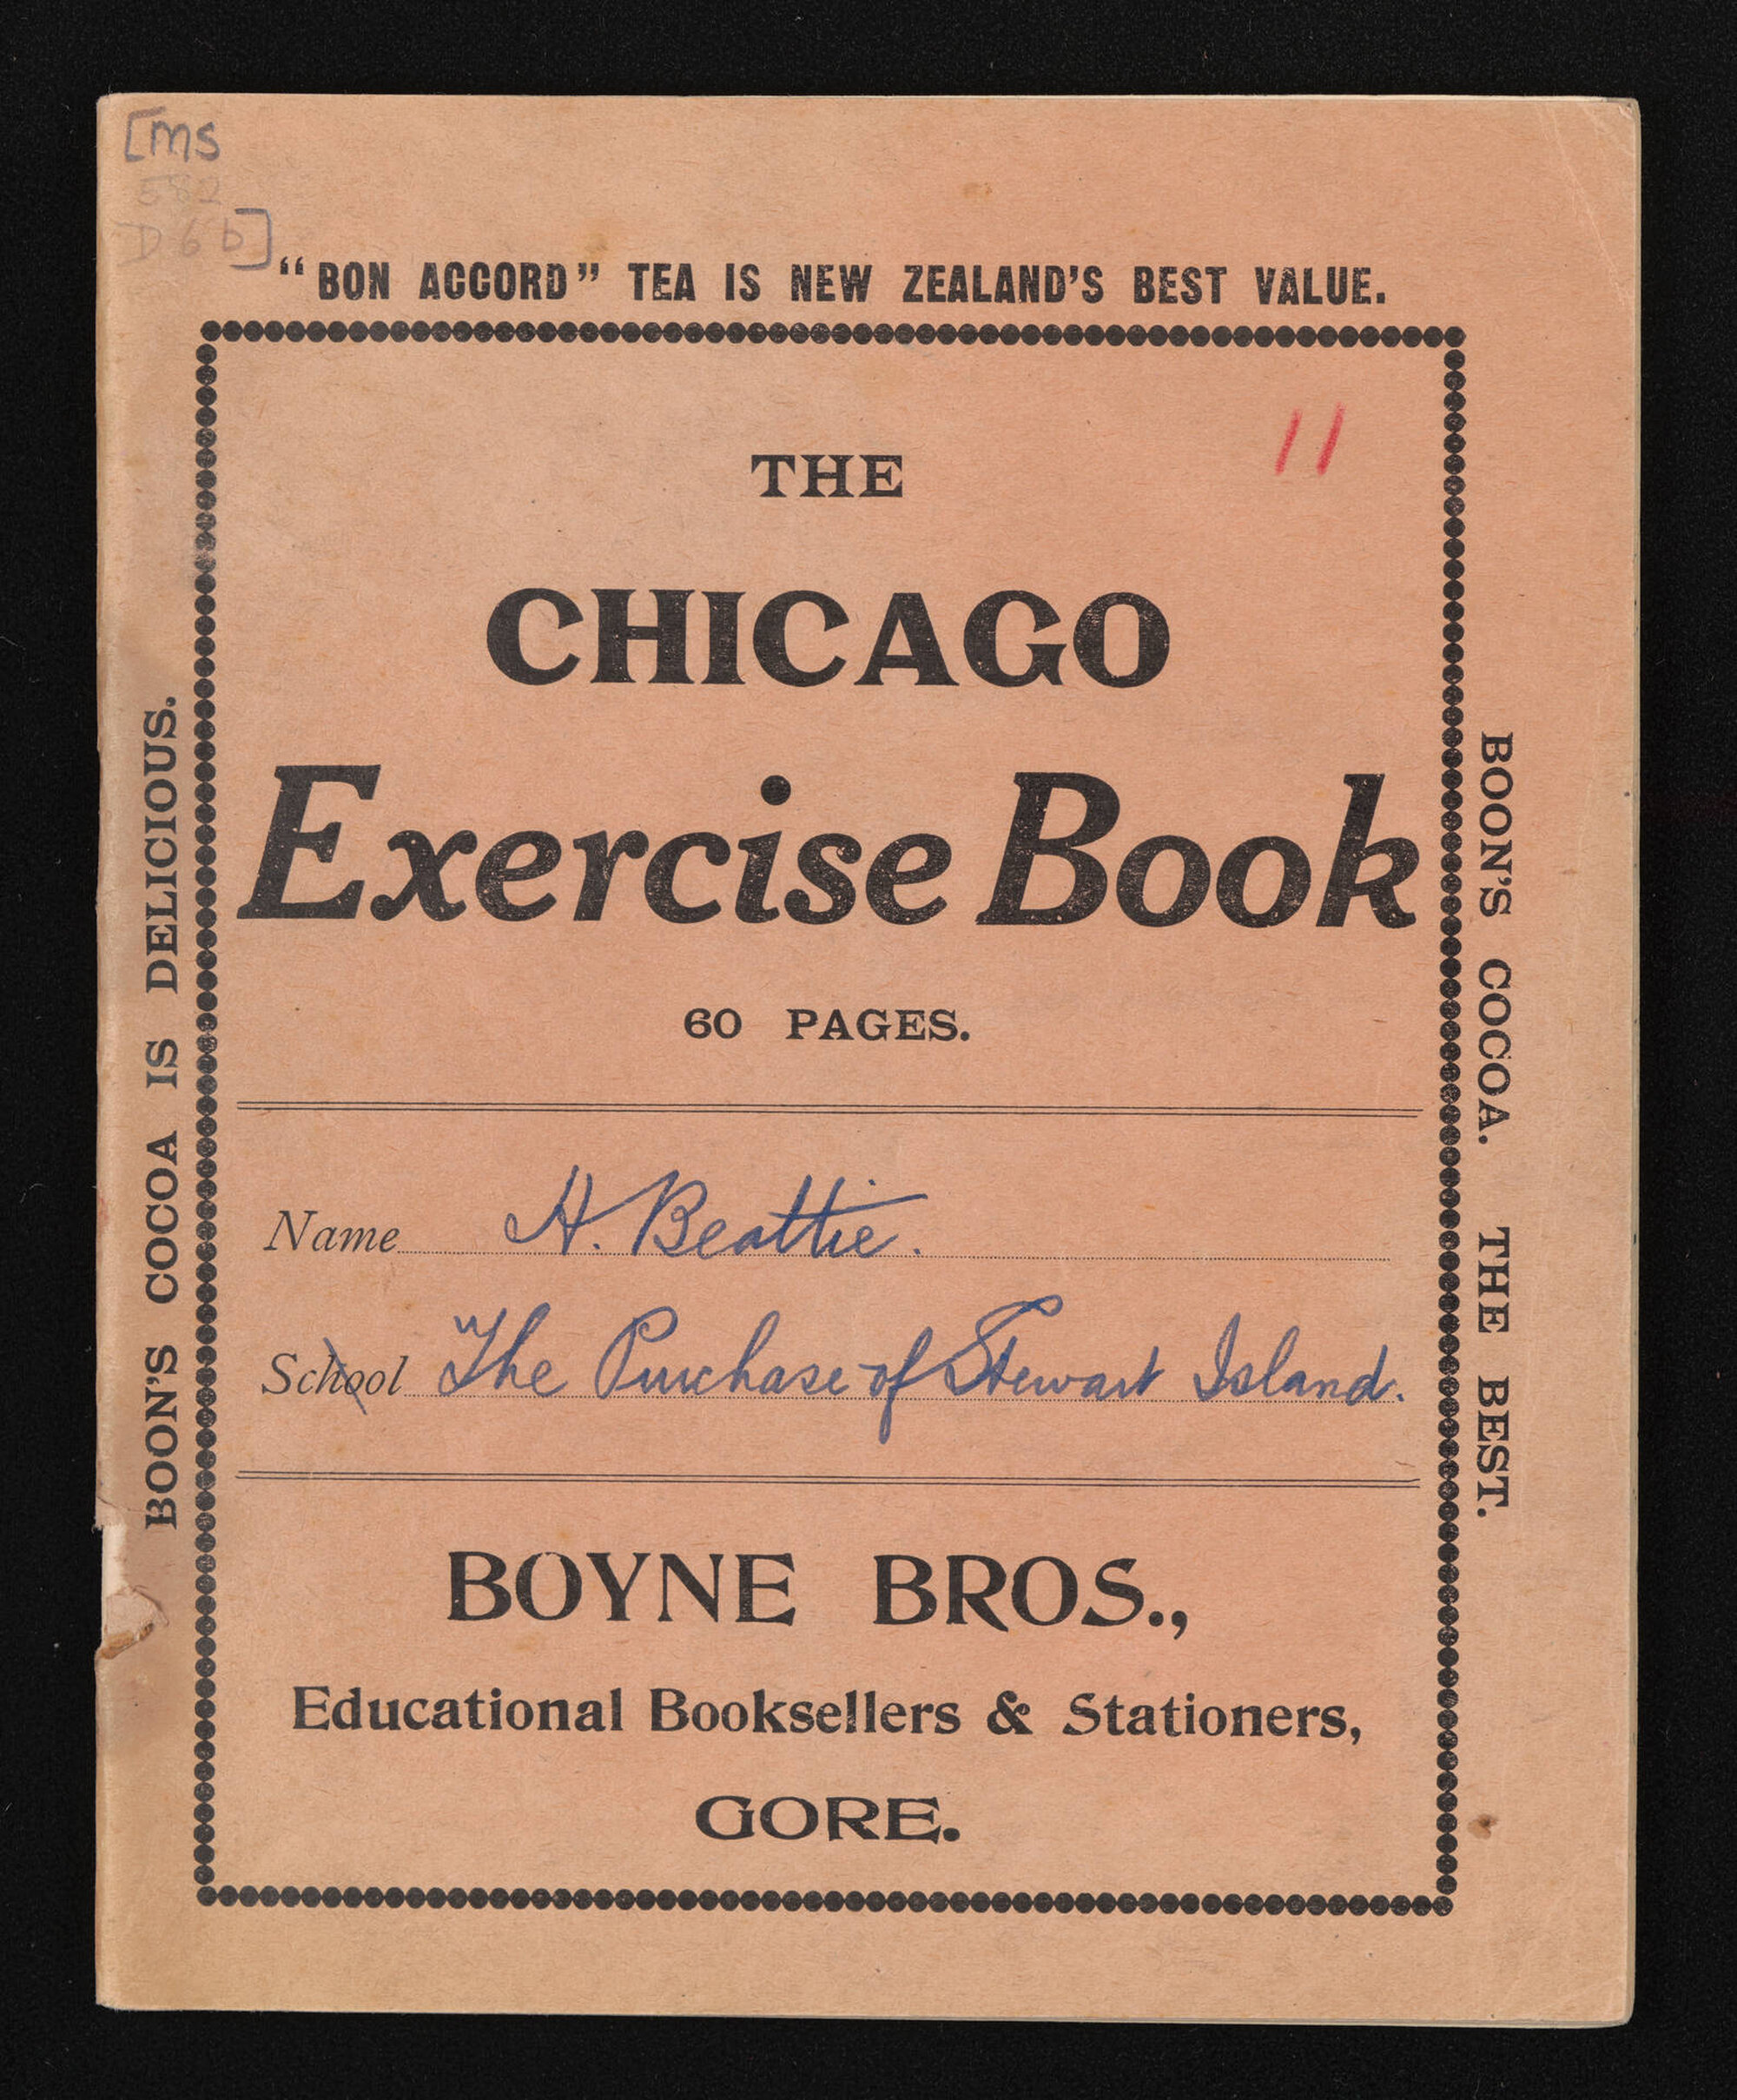 [MS
582
D6b]
"BON ACCORD" TEA IS NEW ZEALAND'S BEST VALUE.
11
THE
CHICAGO
Exercise Book
60 PAGES.
Name H. Beattie.
School "The Purchase of Stewart Island.
BOYNE BROS.,
Educational Booksellers & Stationers,
GORE.
BOON'S COCOA IS DELICIOUS.
BOON'S COCOA. THE BEST.